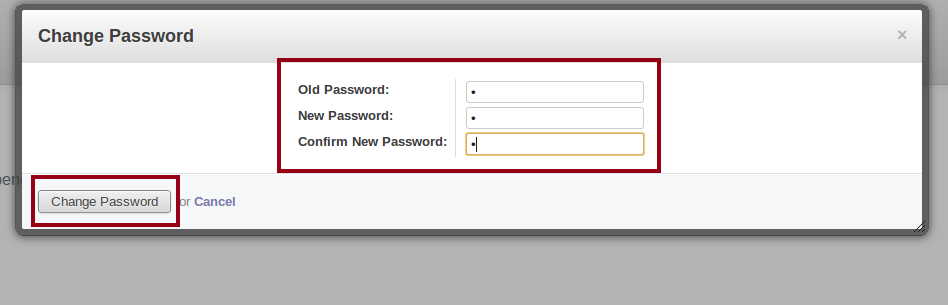 Change Password ×
Old Password: •
New Password: •
Confirm New Password: •
Change Password or Cancel